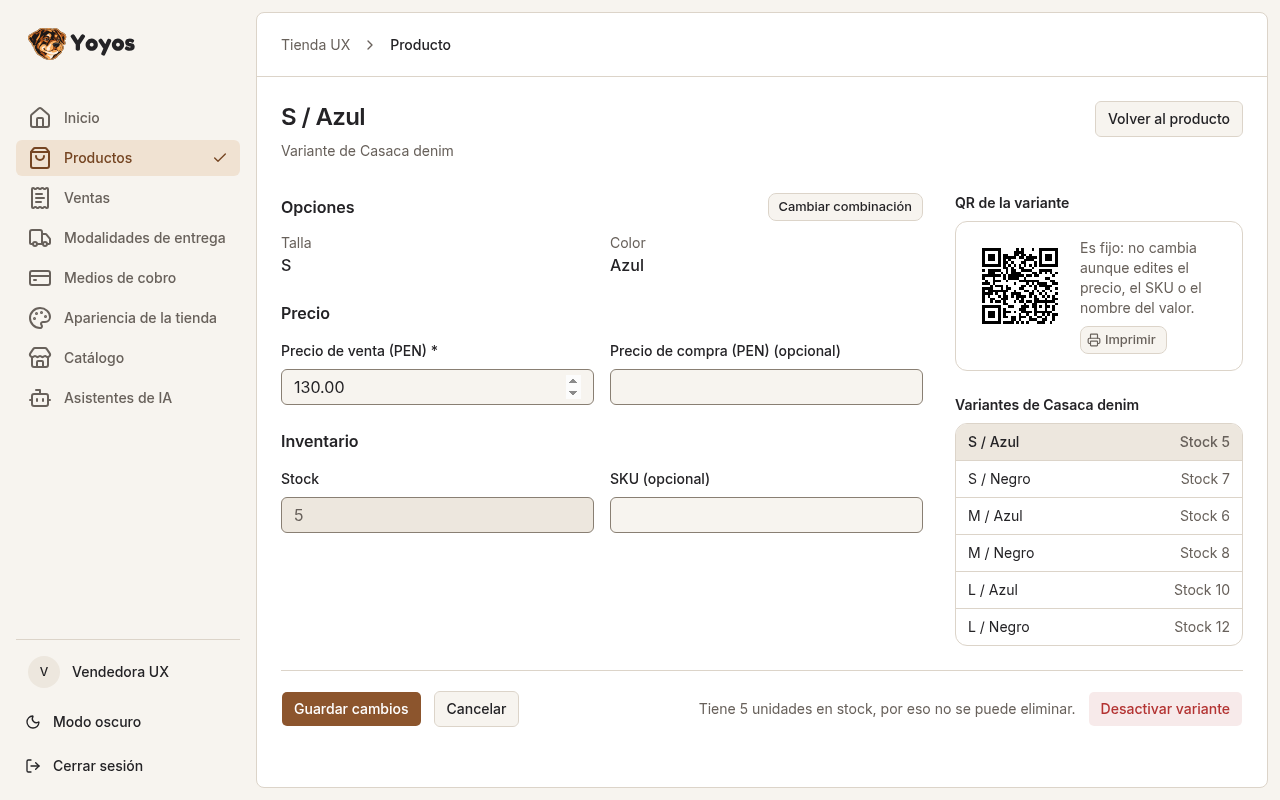 Yoyos
Inicio
Productos
Ventas
Modalidades de entrega
Medios de cobro
Apariencia de la tienda
Catálogo
Asistentes de IA
V
Vendedora UX
Modo oscuro
Cerrar sesión
Tienda UX
Producto
S / Azul
Variante de Casaca denim
Volver al producto
Opciones
Cambiar combinación
Talla
Color
S
Azul
Precio
Precio de venta (PEN) *
Precio de compra (PEN) (opcional)
130.00
Inventario
Stock
SKU (opcional)
5
QR de la variante
Es fijo: no cambia
aunque edites el
precio, el SKU o el
nombre del valor.
Imprimir
Variantes de Casaca denim
S / Azul Stock 5
S / Negro Stock 7
M / Azul Stock 6
M / Negro Stock 8
L / Azul Stock 10
L / Negro Stock 12
Guardar cambios
Cancelar
Tiene 5 unidades en stock, por eso no se puede eliminar.
Desactivar variante